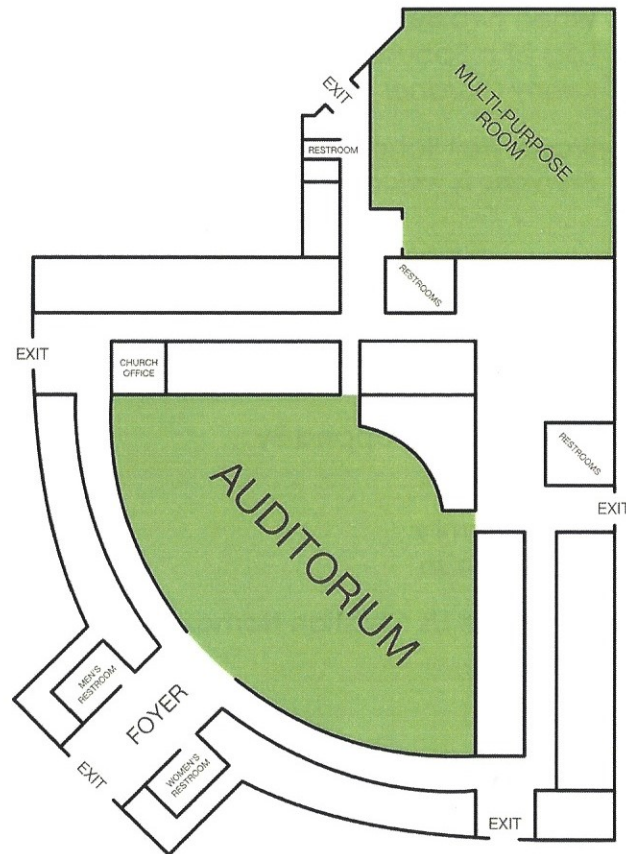 MULTI-PURPOSE
ROOM
EXIT
RESTROOM
RESTROOMS
EXIT
CHURCH
OFFICE
RESTROOMS
EXIT
AUDITORIUM
MEN'S
RESTROOM
FOYER
WOMEN'S
RESTROOM
EXIT
EXIT